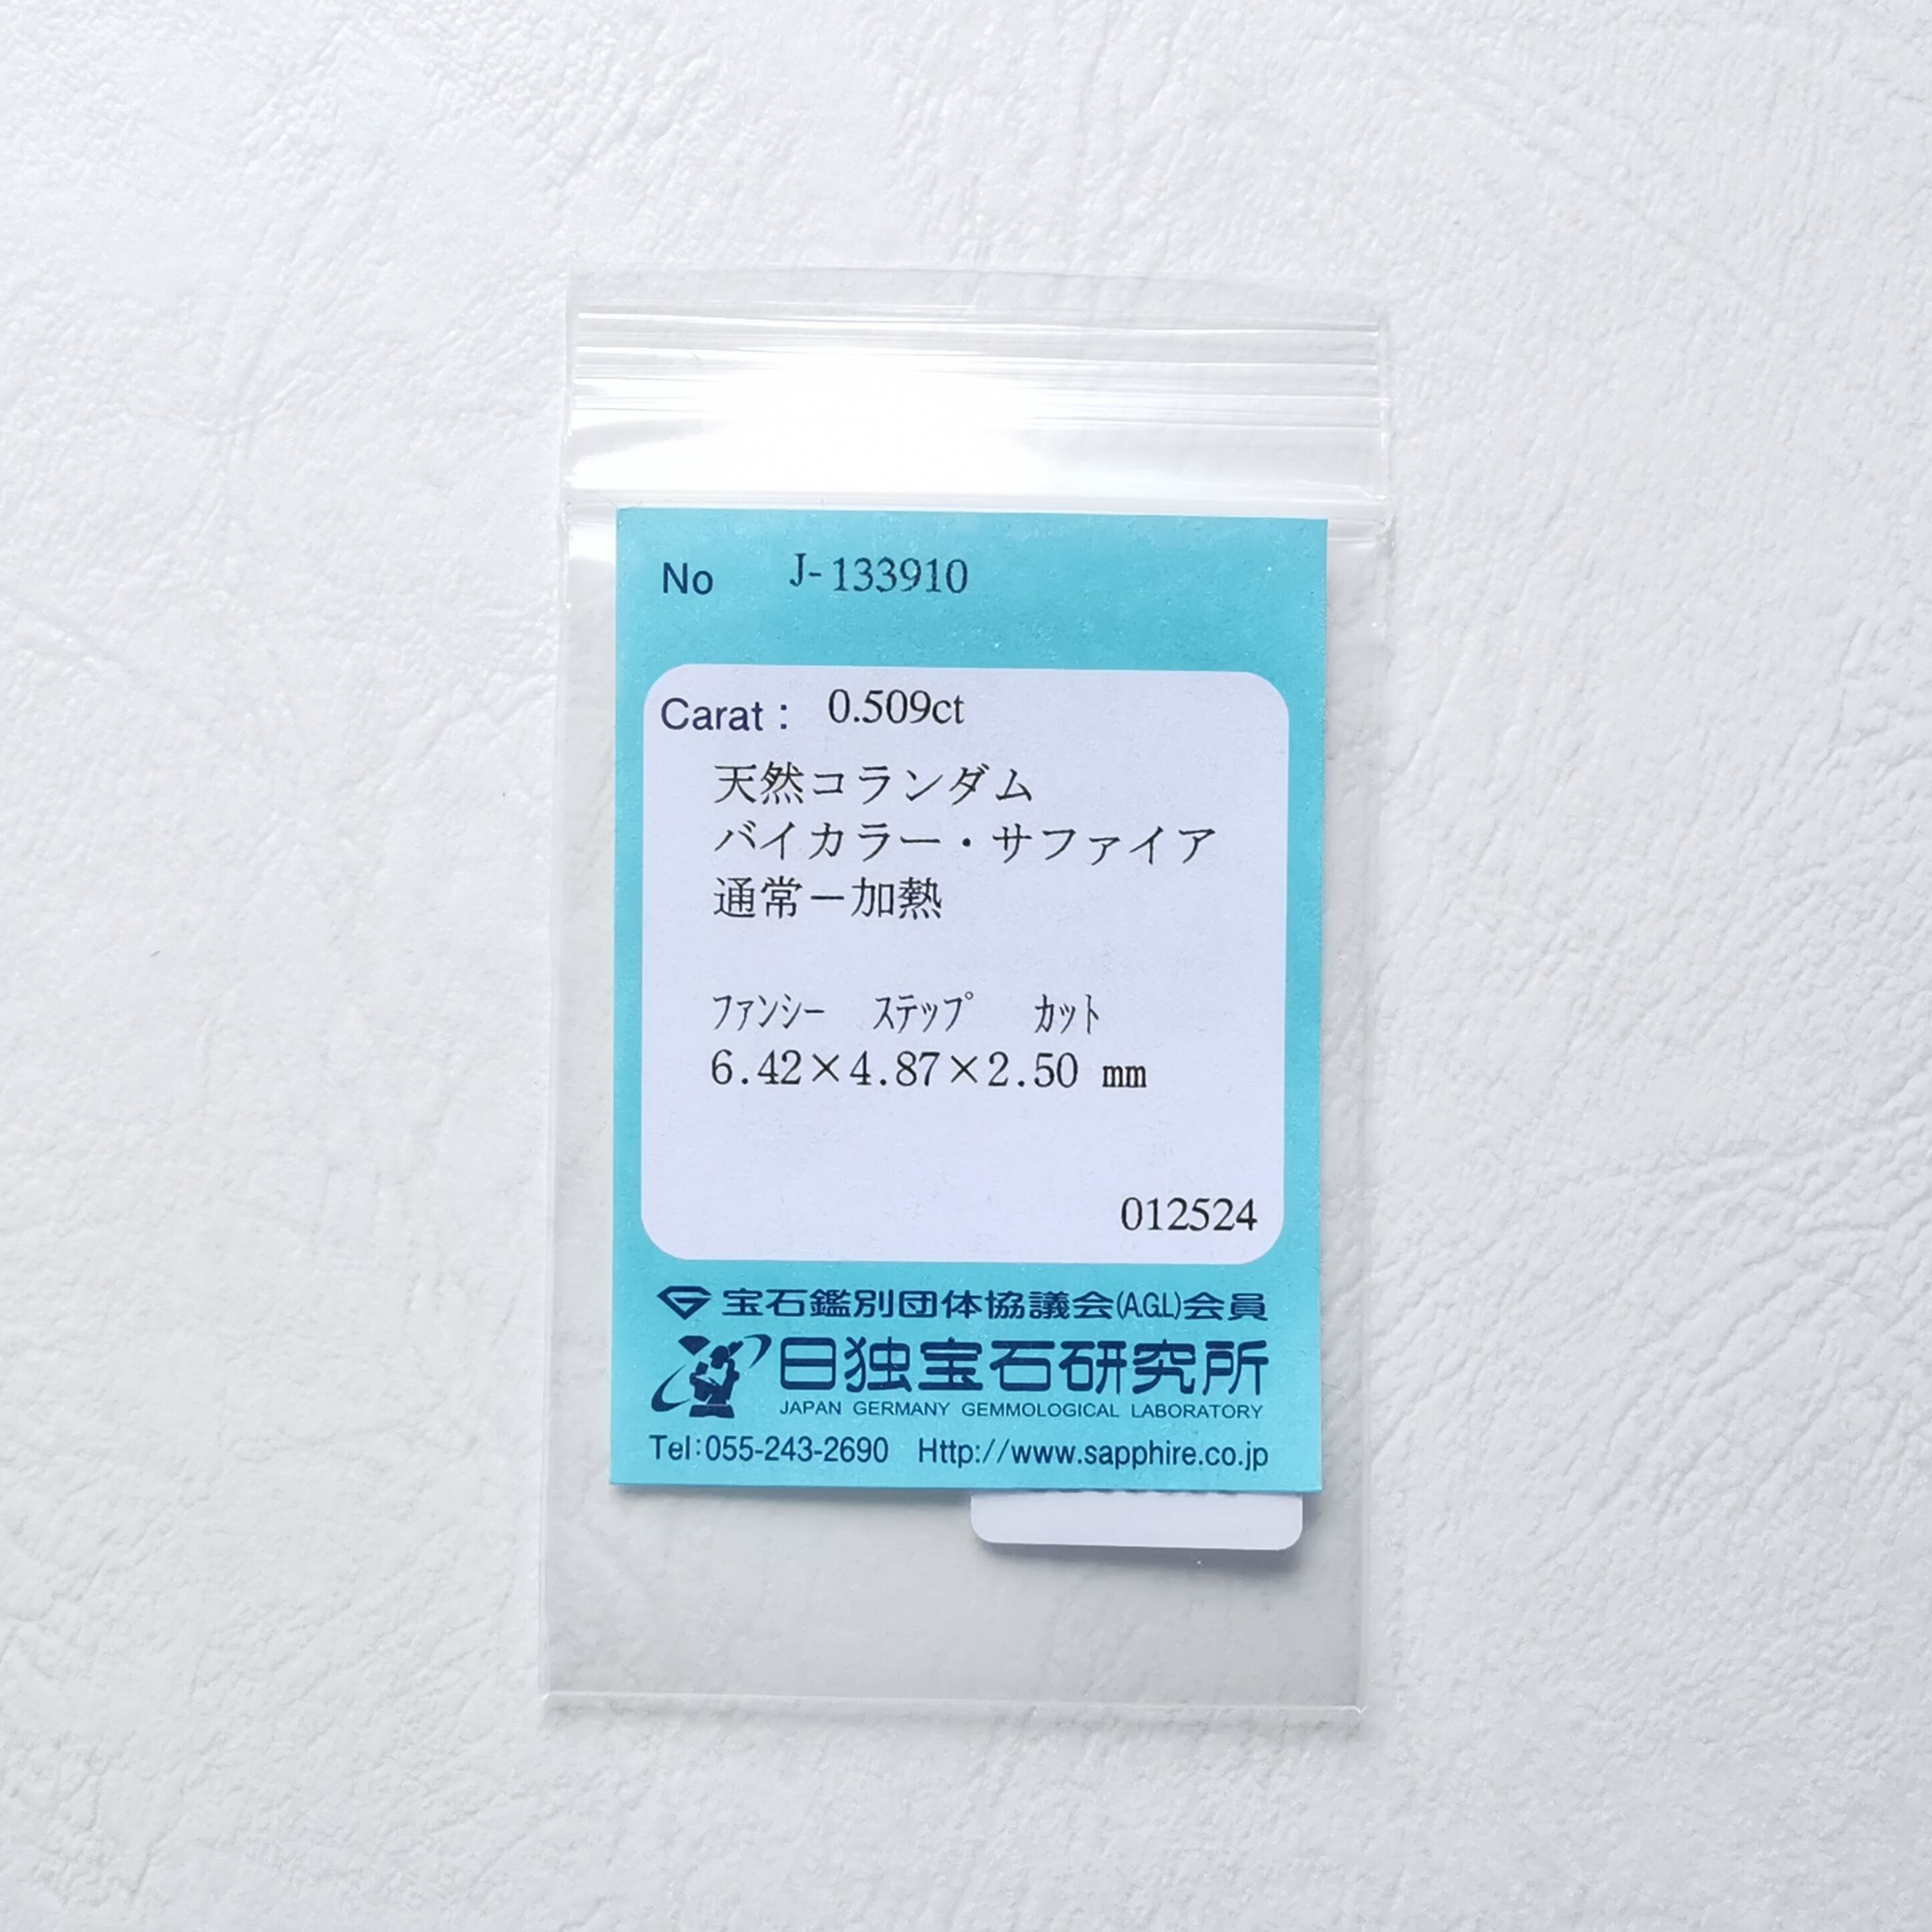 No J-133910
Carat : 0.509ct
天然コランダム
バイカラー・サファイア
通常－加熱
ﾌｧﾝｼｰ ｽﾃｯﾌﾟ ｶｯﾄ
6.42×4.87×2.50 mm
012524
宝石鑑別団体協議会(AGL)会員
日独宝石研究所
JAPAN GERMANY GEMMOLOGICAL LABORATORY
Tel:055-243-2690 Http://www.sapphire.co.jp